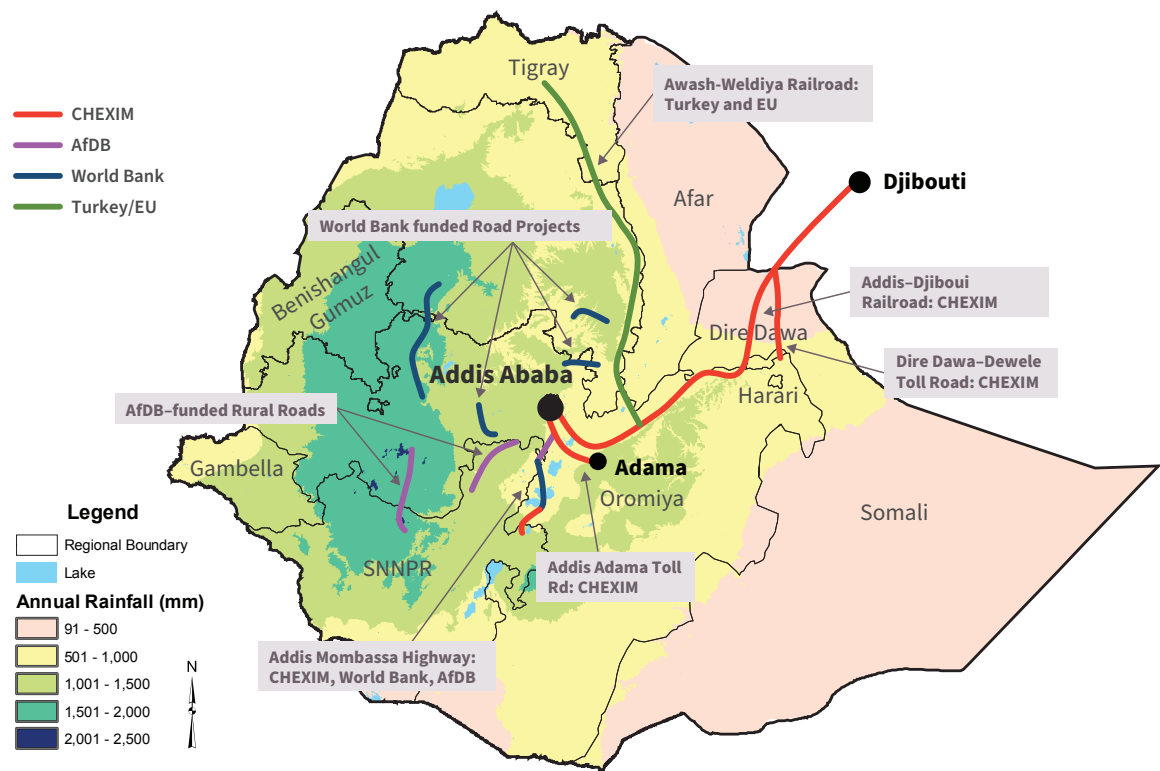 CHEXIM
AfDB
World Bank
Turkey/EU
Tigray
Awash-Weldiya Railroad:
Turkey and EU
Afar
Djibouti
World Bank funded Road Projects
Benishangul
Gumuz
Addis–Djiboui
Railroad: CHEXIM
Dire Dawa
Dire Dawa–Dewele
Toll Road: CHEXIM
Addis Ababa
Harari
AfDB–funded Rural Roads
Gambella
Adama
Oromiya
Somali
SNNPR
Addis Adama Toll
Rd: CHEXIM
Addis Mombassa Highway:
CHEXIM, World Bank, AfDB
Legend
Regional Boundary
Lake
Annual Rainfall (mm)
91 - 500
501 - 1,000
1,001 - 1,500
1,501 - 2,000
2,001 - 2,500
N